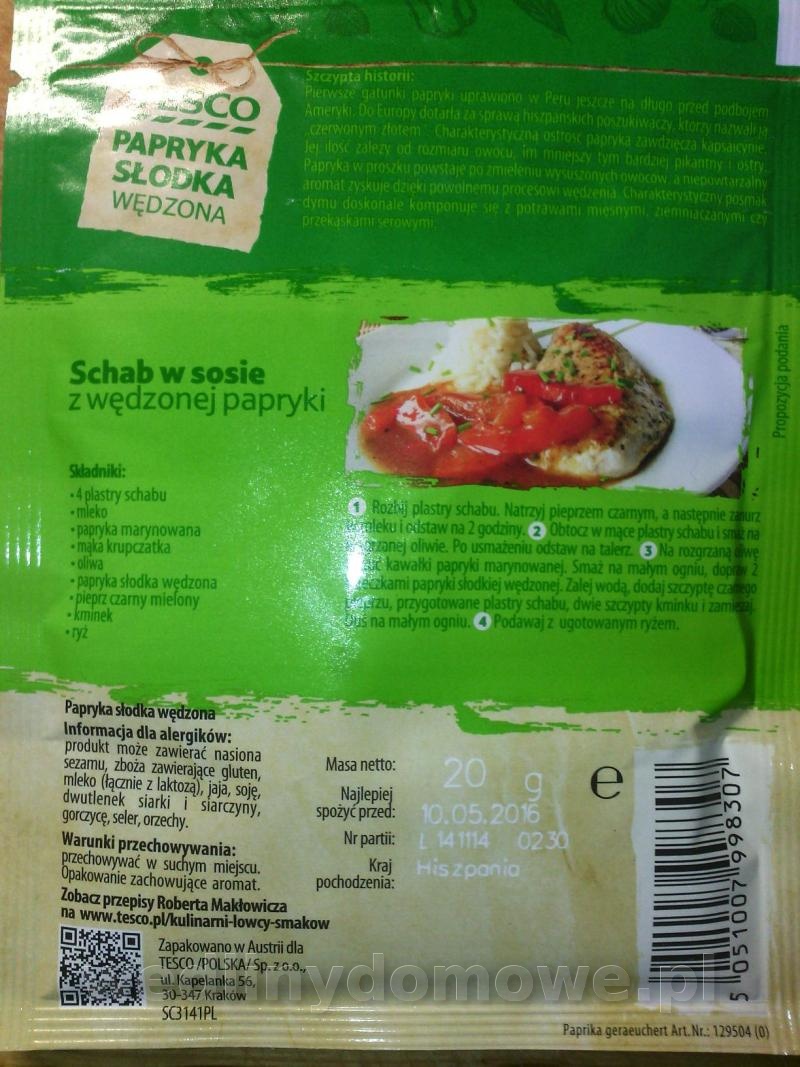 TESCO
PAPRYKA
SŁODKA
WĘDZONA
Szczypta historii:
Pierwsze gatunki papryki uprawiono w Peru jeszcze na długo przed podbojem
Ameryki. Do Europy dotarła za sprawą hiszpańskich poszukiwaczy, którzy nazwali ją
„czerwonym złotem". Charakterystyczną ostrość papryka zawdzięcza kapsaicynie.
Jej ilość zależy od rozmiaru owocu, im mniejszy tym bardziej pikantny i ostry.
Papryka w proszku powstaje po zmieleniu wysuszonych owoców, a niepowtarzalny
aromat zyskuje dzięki powolnemu procesowi wędzenia. Charakterystyczny posmak
dymu doskonale komponuje się z potrawami mięsnymi, ziemniaczanymi czy
przekąskami serowymi.
Schab w sosie
z wędzonej papryki
Propozycja podania
Składniki:
• 4 plastry schabu
• mleko
• papryka marynowana
• mąka krupczatka
• oliwa
• papryka słodka wędzona
• pieprz czarny mielony
• kminek
• ryż
1 Rozbij plastry schabu. Natrzyj pieprzem czarnym, a następnie zanurz
w mleku i odstaw na 2 godziny. 2 Obtocz w mące plastry schabu i smaż na
rozgrzanej oliwie. Po usmażeniu odstaw na talerz. 3 Na rozgrzaną oliwę
kawałki papryki marynowanej. Smaż na małym ogniu, dopraw 2
łyżeczkami papryki słodkiej wędzonej. Zalej wodą, dodaj szczyptę czarnego
pieprzu, przygotowane plastry schabu, dwie szczypty kminku i zamieszaj.
Duś na małym ogniu. 4 Podawaj z ugotowanym ryżem.
Papryka słodka wędzona
Informacja dla alergików:
produkt może zawierać nasiona
sezamu, zboża zawierające gluten,
mleko (łącznie z laktozą), jaja, soję,
dwutlenek siarki i siarczyny,
gorczycę, seler, orzechy.
Warunki przechowywania:
przechowywać w suchym miejscu.
Opakowanie zachowujące aromat.
Zobacz przepisy Roberta Makłowicza
na www.tesco.pl/kulinarni-lowcy-smakow
Masa netto: 20 g e
Najlepiej
spożyć przed: 10.05.2016
Nr partii: L 141114 0230
Kraj
pochodzenia: Hiszpania
5 051007 998307
Zapakowano w Austrii dla
TESCO /POLSKA/ Sp. z o.o.,
ul. Kapelanka 56,
30-347 Kraków
SC3141PL
Paprika geraeuchert Art. Nr.: 129504 (0)